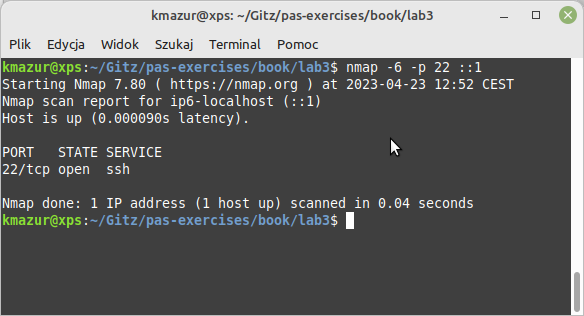 kmazur@xps: ~/Gitz/pas-exercises/book/lab3
Plik Edycja Widok Szukaj Terminal Pomoc
kmazur@xps:~/Gitz/pas-exercises/book/lab3$ nmap -6 -p 22 ::1
Starting Nmap 7.80 ( https://nmap.org ) at 2023-04-23 12:52 CEST
Nmap scan report for ip6-localhost (::1)
Host is up (0.000090s latency).
PORT   STATE SERVICE
22/tcp open  ssh
Nmap done: 1 IP address (1 host up) scanned in 0.04 seconds
kmazur@xps:~/Gitz/pas-exercises/book/lab3$